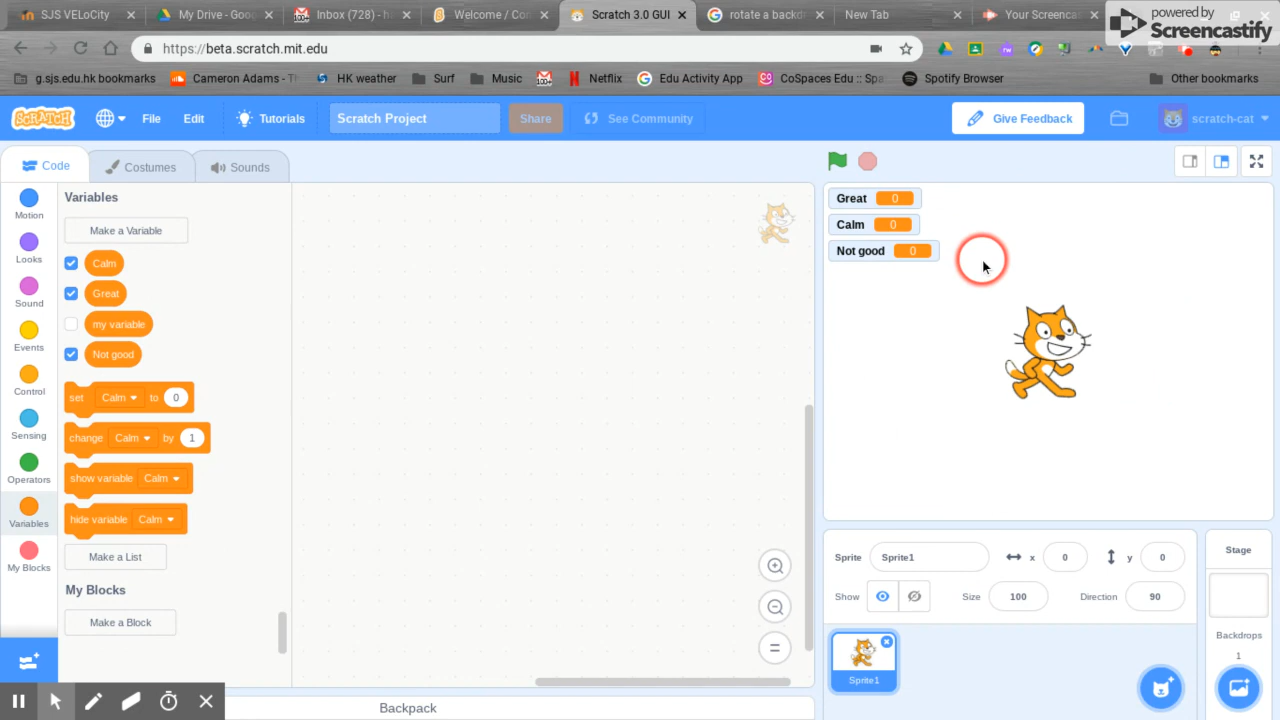 SJS VELoCity
My Drive - Goog
Inbox (728) - h
Welcome / Con
Scratch 3.0 GUI
rotate a backd
New Tab
Your Screencas
powered by
Screencastify
https://beta.scratch.mit.edu
g.sjs.edu.hk bookmarks
Cameron Adams - Th
HK weather
Surf
Music
100+
Netflix
Edu Activity App
CoSpaces Edu :: Spa
Spotify Browser
Other bookmarks
SCRATCH
File
Edit
Tutorials
Scratch Project
Share
See Community
Give Feedback
scratch-cat
Code
Costumes
Sounds
Motion
Looks
Sound
Events
Control
Sensing
Operators
Variables
My Blocks
Variables
Make a Variable
Calm
Great
my variable
Not good
set Calm to 0
change Calm by 1
show variable Calm
hide variable Calm
Make a List
My Blocks
Make a Block
Backpack
Great 0
Calm 0
Not good 0
Sprite Sprite1 x 0 y 0
Show Size 100 Direction 90
Sprite1
Stage
Backdrops
1